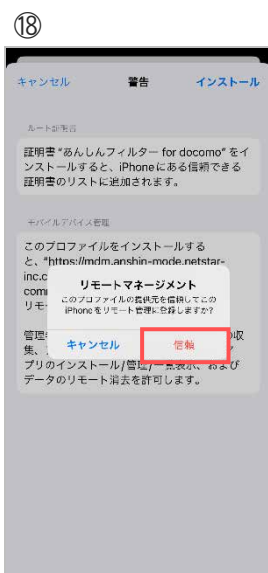 ⑱
キャンセル 警告 インストール
ルート証明書
証明書“あんしんフィルター for docomo”をイ
ンストールすると、iPhoneにある信頼できる
証明書のリストに追加されます。
モバイルデバイス管理
このプロファイルをインストールする
と、“https://mdm.anshin-mode.netstar-
inc.c
com
リモー
リモートマネージメント
このプロファイルの提供元を信頼してこの
iPhoneをリモート管理に登録しますか?
キャンセル 信頼
管理
収
集、
プリのインストール/管理/一覧表示、および
データのリモート消去を許可します。